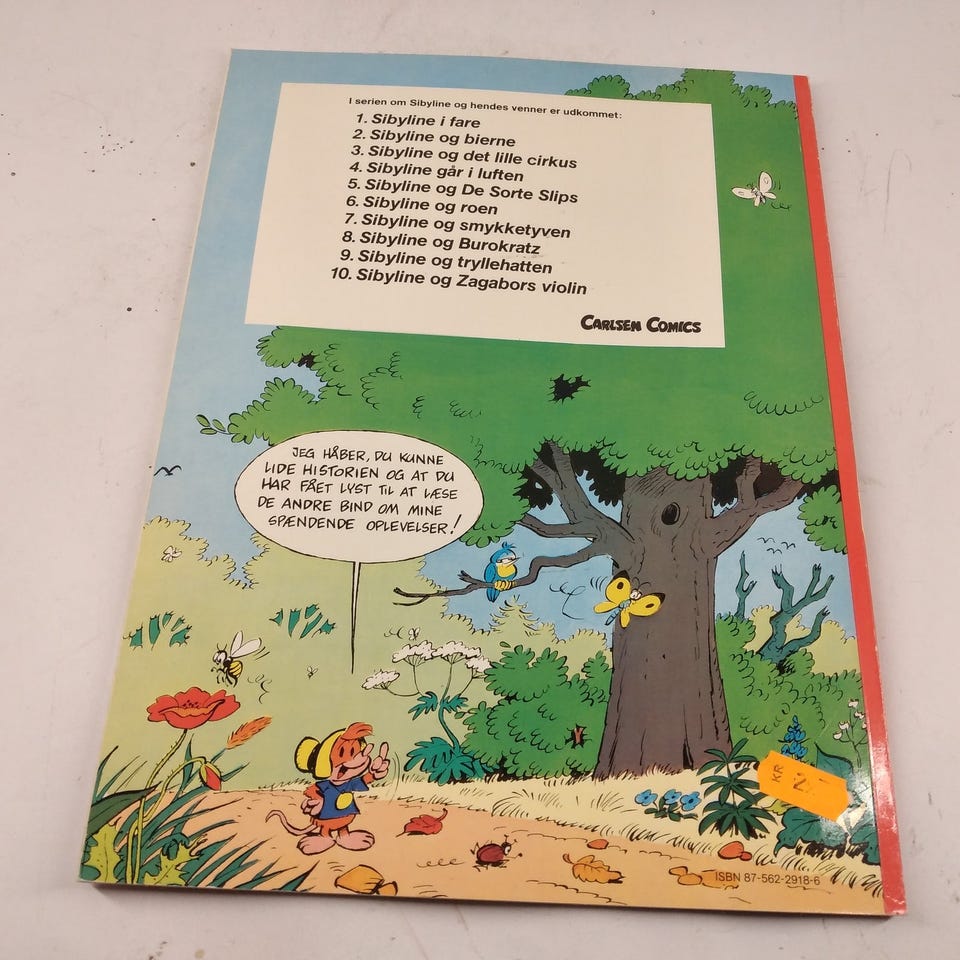 I serien om Sibyline og hendes venner er udkommet:
1. Sibyline i fare
2. Sibyline og bierne
3. Sibyline og det lille cirkus
4. Sibyline går i luften
5. Sibyline og De Sorte Slips
6. Sibyline og roen
7. Sibyline og smykketyven
8. Sibyline og Burokratz
9. Sibyline og tryllehatten
10. Sibyline og Zagabors violin
CARLSEN COMICS
JEG HÅBER, DU KUNNE
LIDE HISTORIEN OG AT DU
HAR FÅET LYST TIL AT LÆSE
DE ANDRE BIND OM MINE
SPÆNDENDE OPLEVELSER!
KR
ISBN 87-562-2918-6